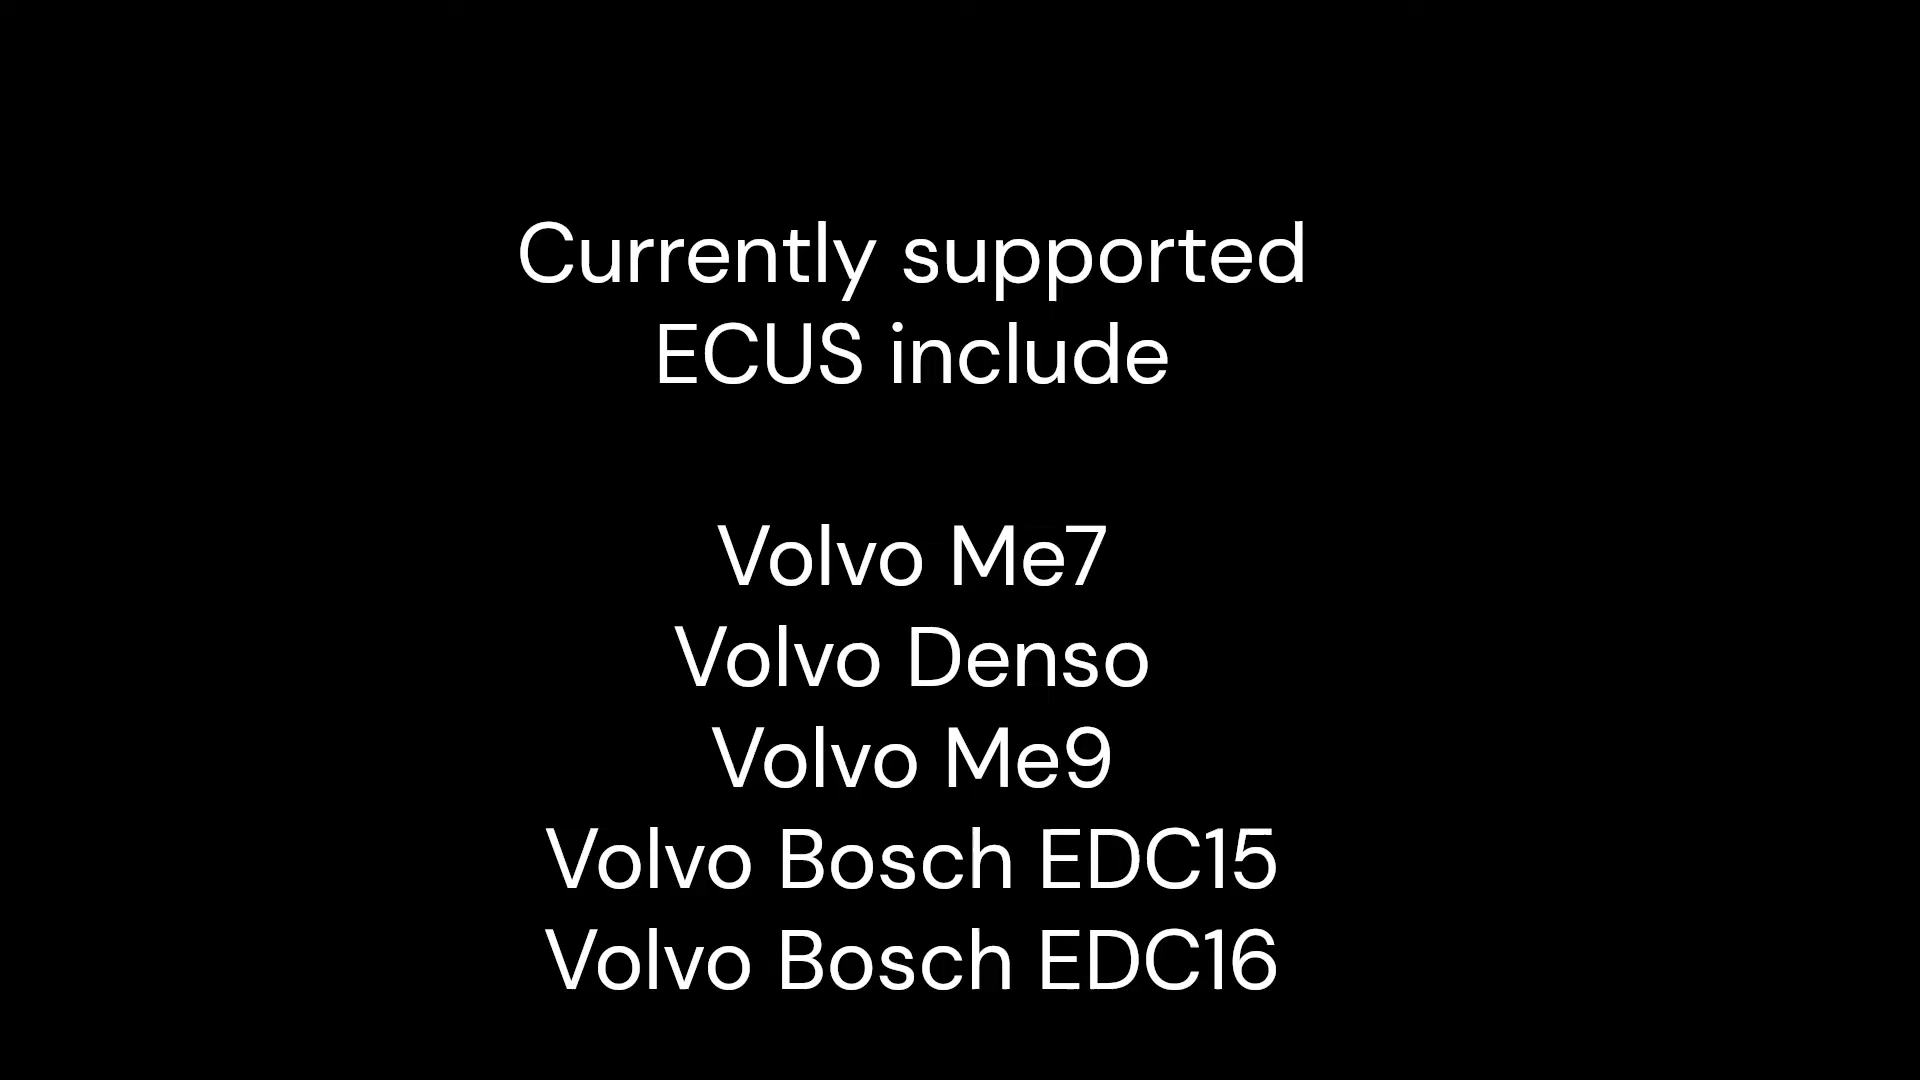 Currently supported
ECUS include
Volvo Me7
Volvo Denso
Volvo Me9
Volvo Bosch EDC15
Volvo Bosch EDC16